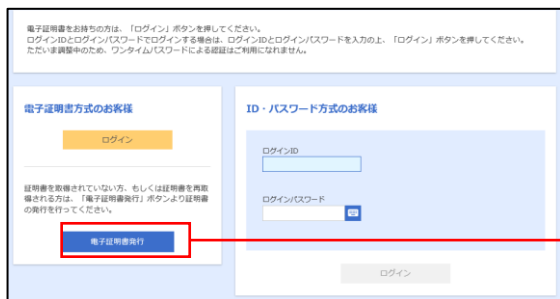 電子証明書をお持ちの方は、「ログイン」ボタンを押してください。
ログインIDとログインパスワードでログインする場合は、ログインIDとログインパスワードを入力の上、「ログイン」ボタンを押してください。
ただいま調整中のため、ワンタイムパスワードによる認証はご利用になれません。
電子証明書方式のお客様
ログイン
証明書を取得されていない方、もしくは証明書を再取
得される方は、「電子証明書発行」ボタンより証明書
の発行を行ってください。
電子証明書発行
ID・パスワード方式のお客様
ログインID
ログインパスワード
ログイン